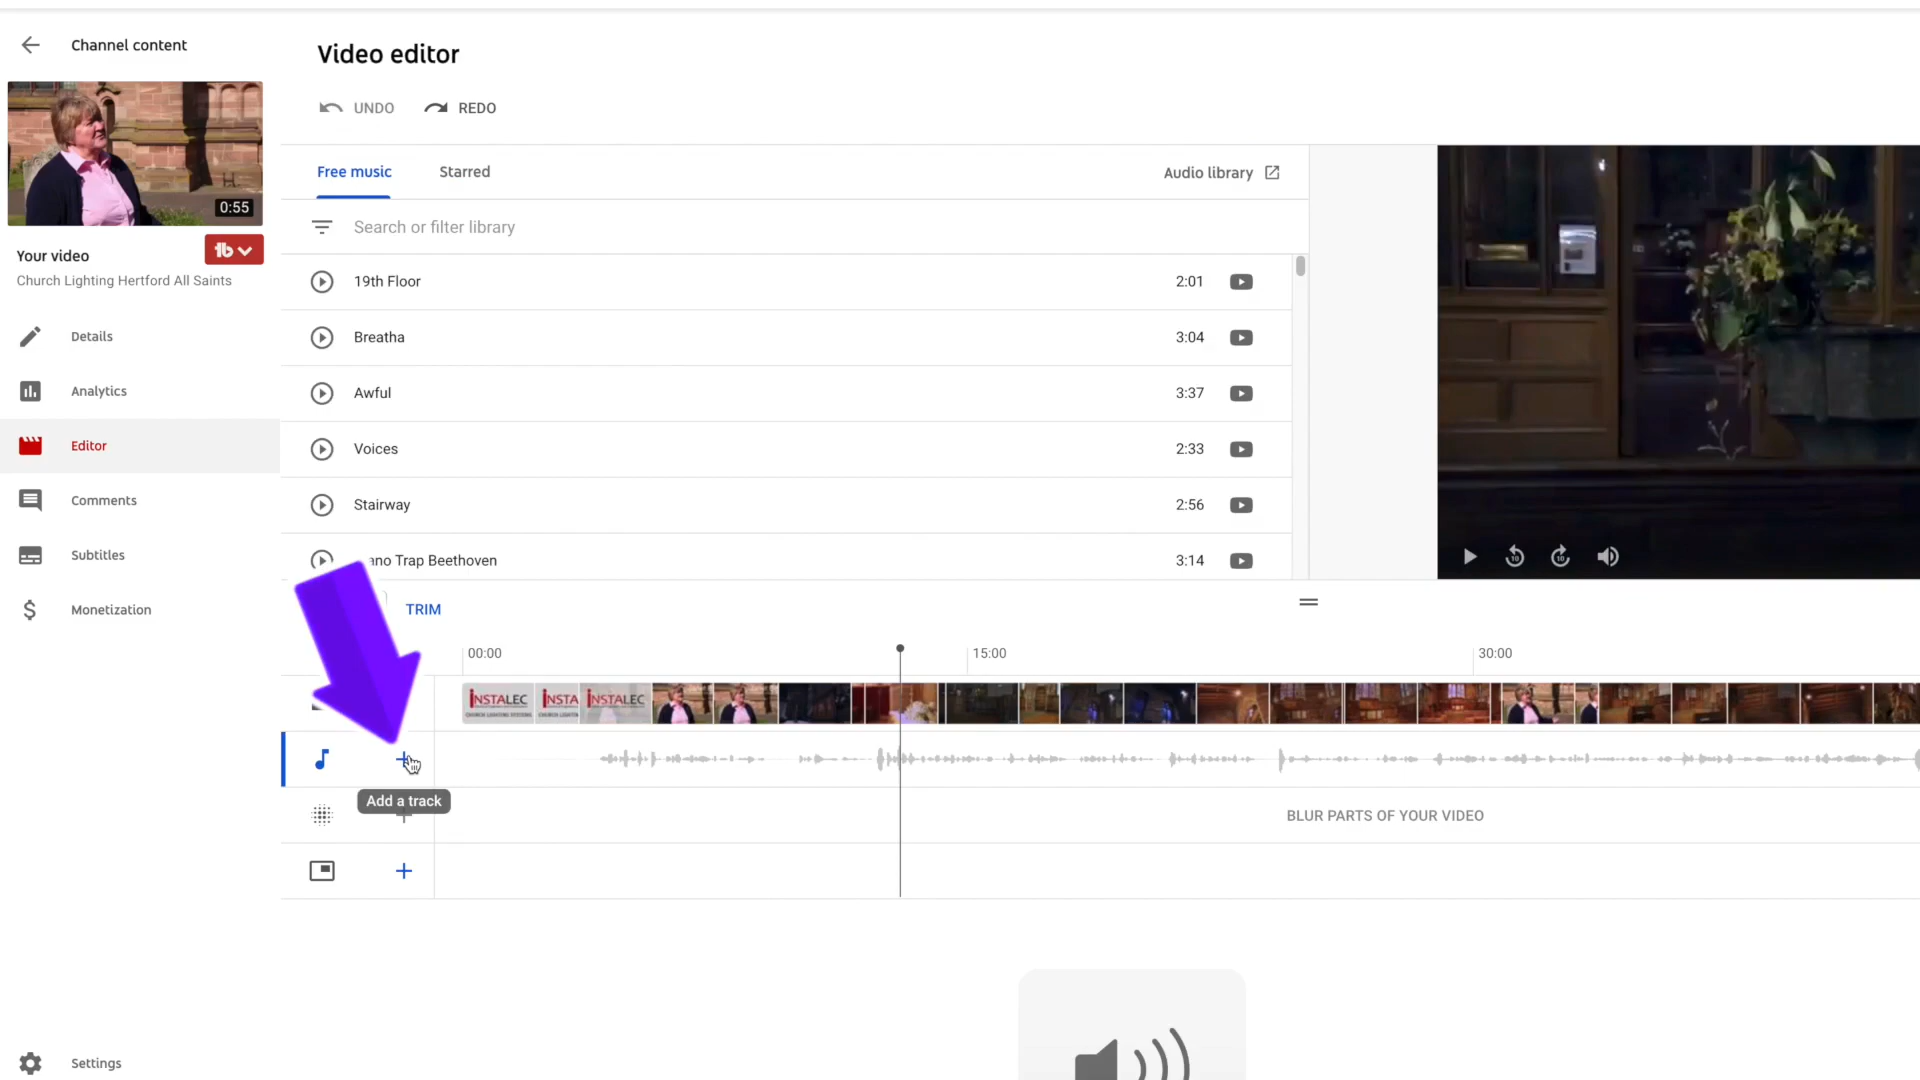 Channel content
Video editor
UNDO
REDO
Free music
Starred
Audio library
0:55
Search or filter library
Your video
Church Lighting Hertford All Saints
19th Floor
2:01
Breatha
3:04
Awful
3:37
Voices
2:33
Stairway
2:56
ano Trap Beethoven
3:14
Details
Analytics
Editor
Comments
Subtitles
Monetization
TRIM
00:00
15:00
30:00
INSTALEC
INSTA
INSTALEC
Add a track
BLUR PARTS OF YOUR VIDEO
Settings